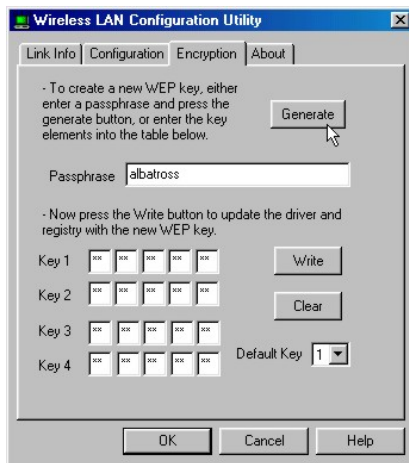 Wireless LAN Configuration Utility
Link Info Configuration Encryption About
- To create a new WEP key, either
enter a passphrase and press the
generate button, or enter the key
elements into the table below.
Generate
Passphrase albatross
- Now press the Write button to update the driver and
registry with the new WEP key.
Key 1 ** ** ** ** **
Write
Key 2 ** ** ** ** **
Clear
Key 3 ** ** ** ** **
Default Key 1
Key 4 ** ** ** ** **
OK Cancel Help